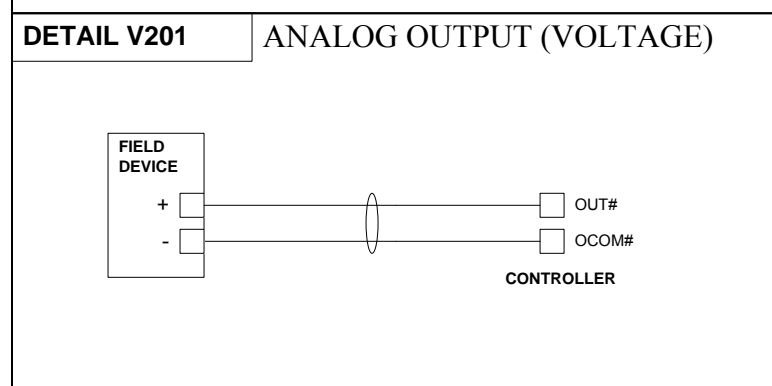 DETAIL V201
ANALOG OUTPUT (VOLTAGE)
FIELD
DEVICE
+
-
OUT#
OCOM#
CONTROLLER